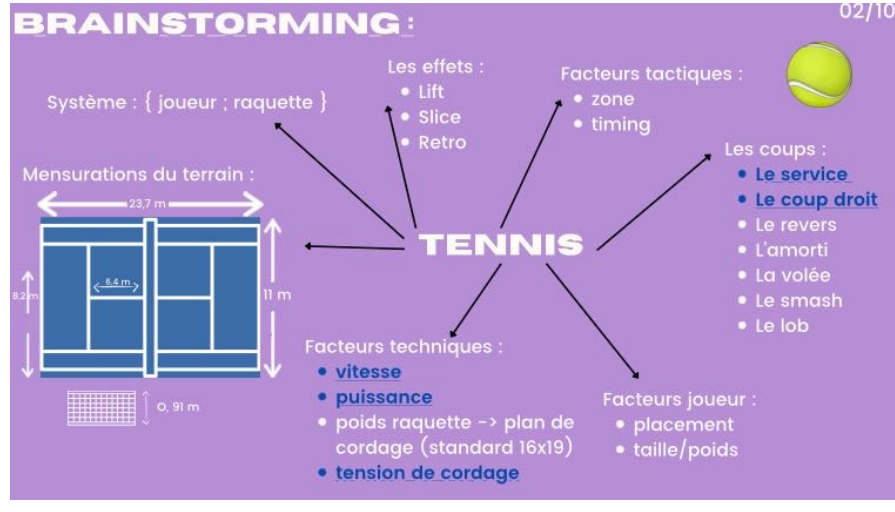 BRAINSTORMING :
02/10
Système : { joueur ; raquette }
Les effets :
• Lift
• Slice
• Retro
Facteurs tactiques :
• zone
• timing
Les coups :
• Le service
• Le coup droit
• Le revers
• L'amorti
• La volée
• Le smash
• Le lob
Mensurations du terrain :
23,7 m
6,4 m
8,2 m
11 m
0, 91 m
TENNIS
Facteurs techniques :
• vitesse
• puissance
• poids raquette -> plan de
cordage (standard 16x19)
• tension de cordage
Facteurs joueur :
• placement
• taille/poids